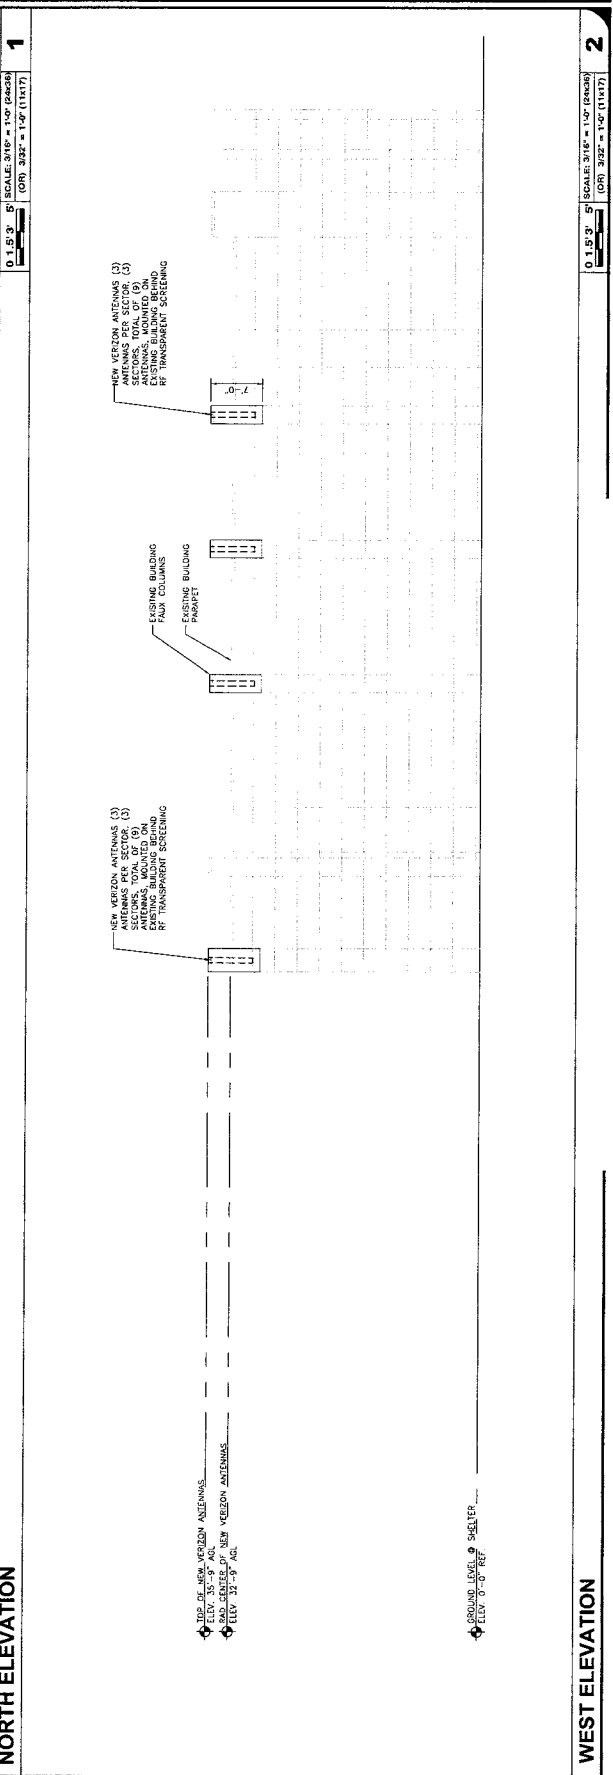 NORTH ELEVATION
0 1.5' 3' 5'
SCALE: 3/16" = 1'-0" (24x36)
(OR) 3/32" = 1'-0" (11x17)
1
NEW VERIZON ANTENNAS (3)
ANTENNAS PER SECTOR, (3)
SECTORS, TOTAL OF (9)
ANTENNAS, MOUNTED ON
EXISTING BUILDING BEHIND
RF TRANSPARENT SCREENING
EXISITNG BUILDING
FAUX COLUMNS
EXISITNG BUILDING
PARAPET
NEW VERIZON ANTENNAS (3)
ANTENNAS PER SECTOR, (3)
SECTORS, TOTAL OF (9)
ANTENNAS, MOUNTED ON
EXISTING BUILDING BEHIND
RF TRANSPARENT SCREENING
7'-0"
TOP OF NEW VERIZON ANTENNAS
ELEV. 35'-9" AGL
RAD CENTER OF NEW VERIZON ANTENNAS
ELEV. 32'-9" AGL
GROUND LEVEL @ SHELTER
ELEV. 0'-0" REF.
WEST ELEVATION
0 1.5' 3' 5'
SCALE: 3/16" = 1'-0" (24x36)
(OR) 3/32" = 1'-0" (11x17)
2